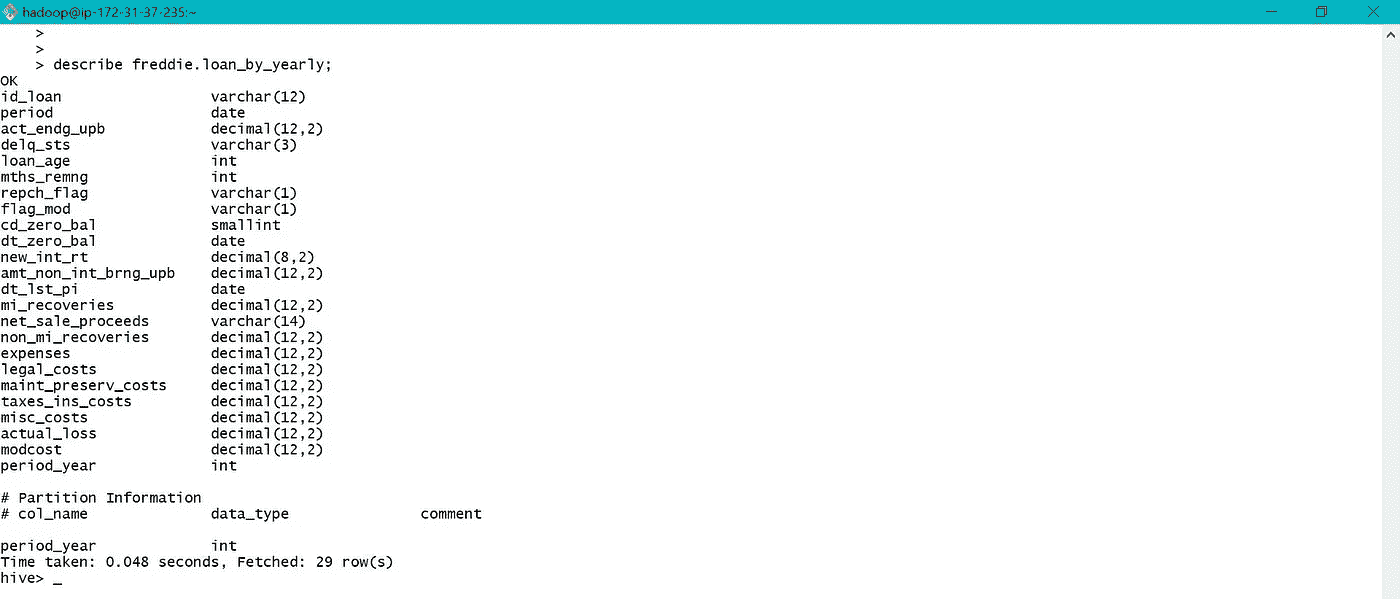 hadoop@ip-172-31-37-235:~
>
>
> describe freddie.loan_by_yearly;
OK
id_loan varchar(12)
period date
act_endg_upb decimal(12,2)
delq_sts varchar(3)
loan_age int
mths_remng int
repch_flag varchar(1)
flag_mod varchar(1)
cd_zero_bal smallint
dt_zero_bal date
new_int_rt decimal(8,2)
amt_non_int_brng_upb decimal(12,2)
dt_lst_pi date
mi_recoveries decimal(12,2)
net_sale_proceeds varchar(14)
non_mi_recoveries decimal(12,2)
expenses decimal(12,2)
legal_costs decimal(12,2)
maint_preserv_costs decimal(12,2)
taxes_ins_costs decimal(12,2)
misc_costs decimal(12,2)
actual_loss decimal(12,2)
modcost decimal(12,2)
period_year int
# Partition Information
# col_name data_type comment
period_year int
Time taken: 0.048 seconds, Fetched: 29 row(s)
hive> _